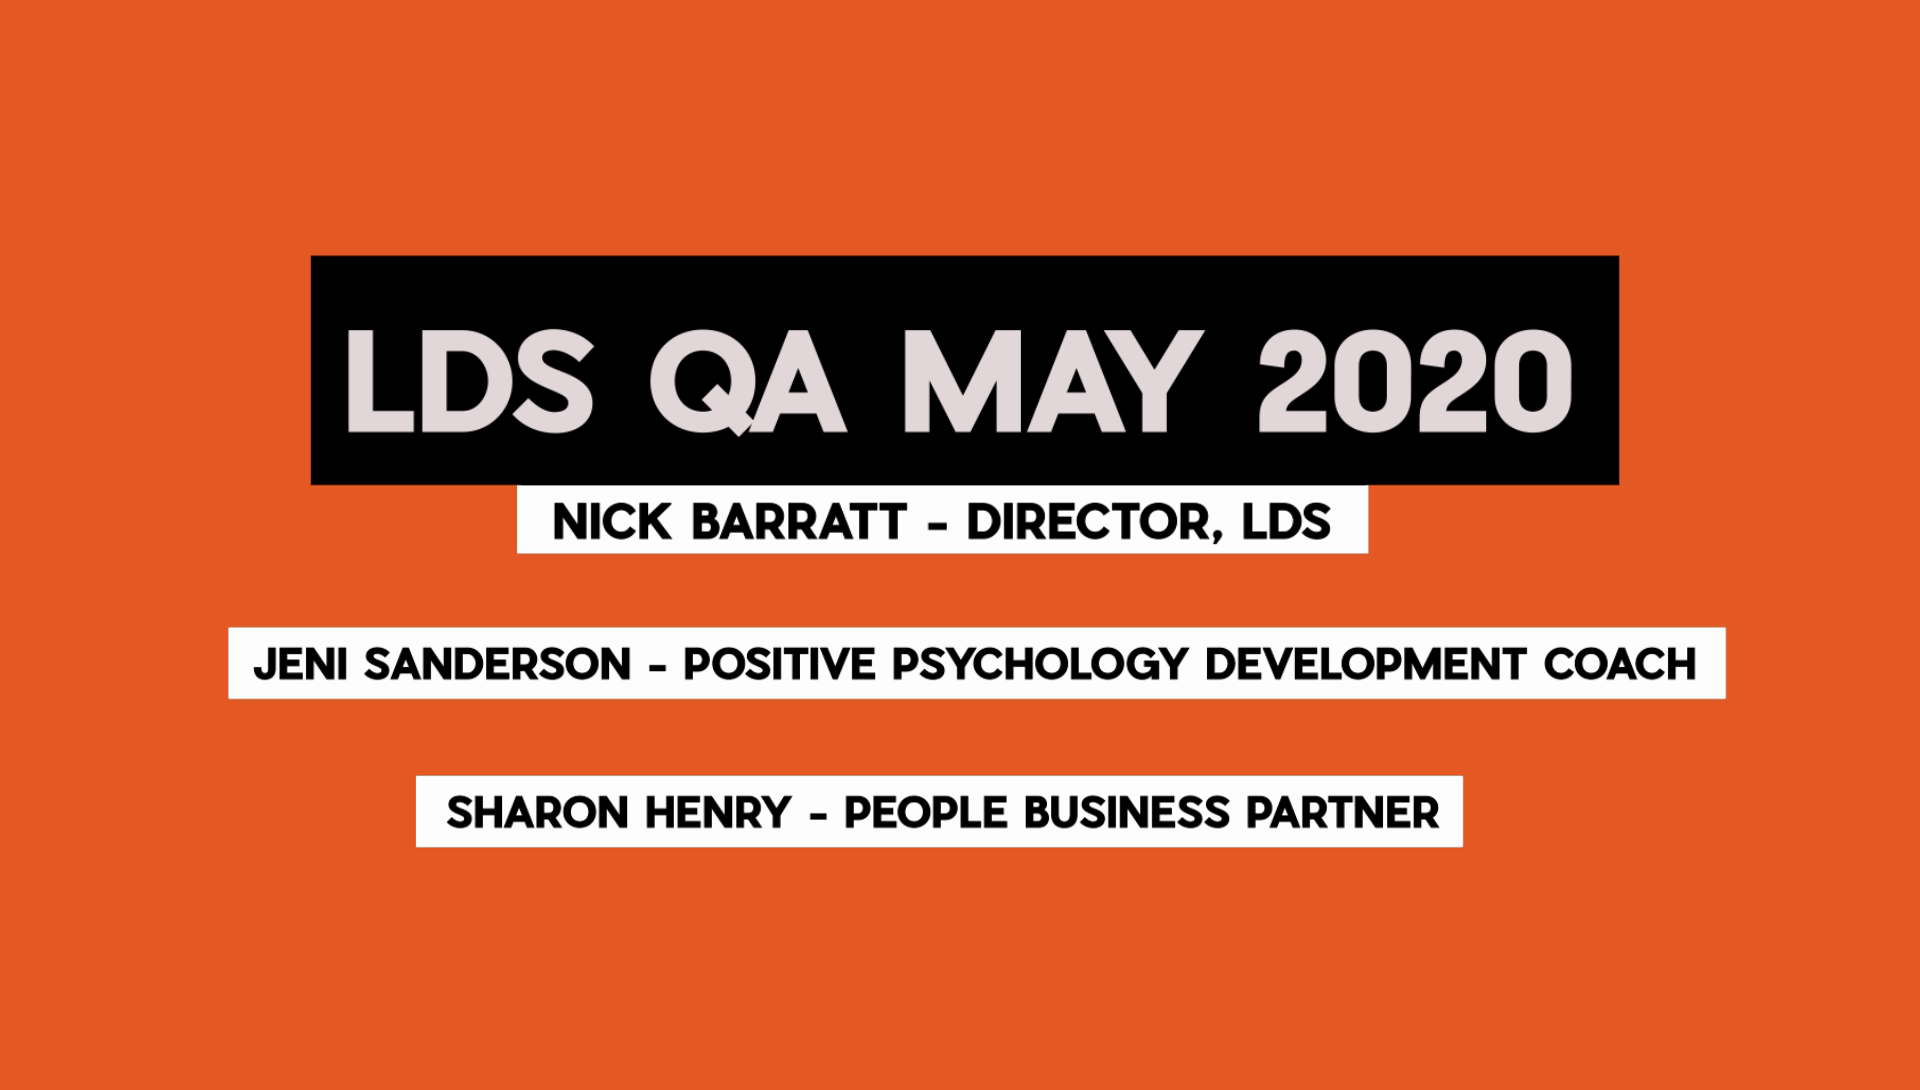 LDS QA MAY 2020
NICK BARRATT - DIRECTOR, LDS
JENI SANDERSON - POSITIVE PSYCHOLOGY DEVELOPMENT COACH
SHARON HENRY - PEOPLE BUSINESS PARTNER